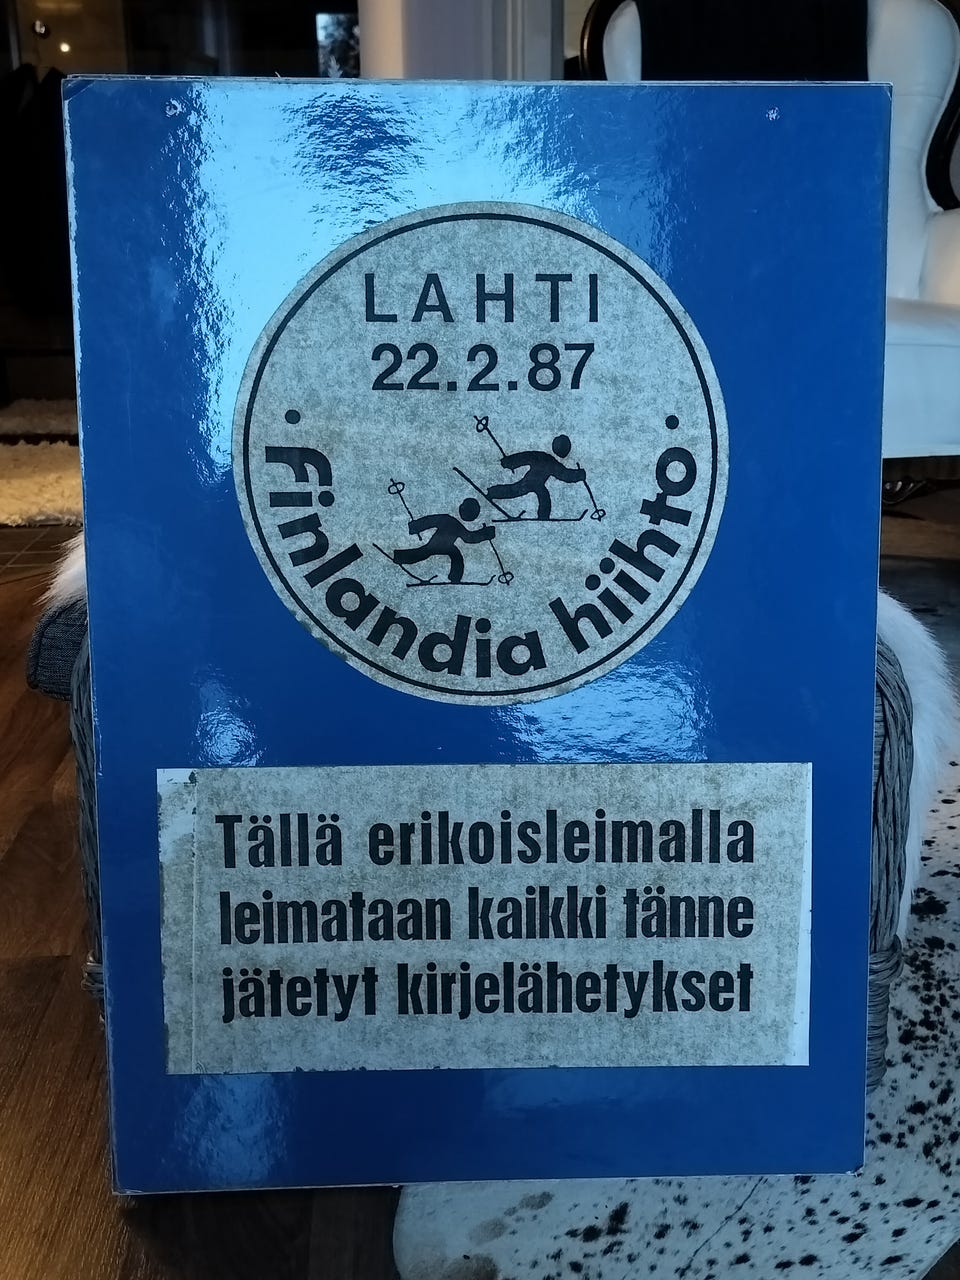 LAHTI
22.2.87
• finlandia hiihto •
Tällä erikoisleimalla
leimataan kaikki tänne
jätetyt kirjelähetykset